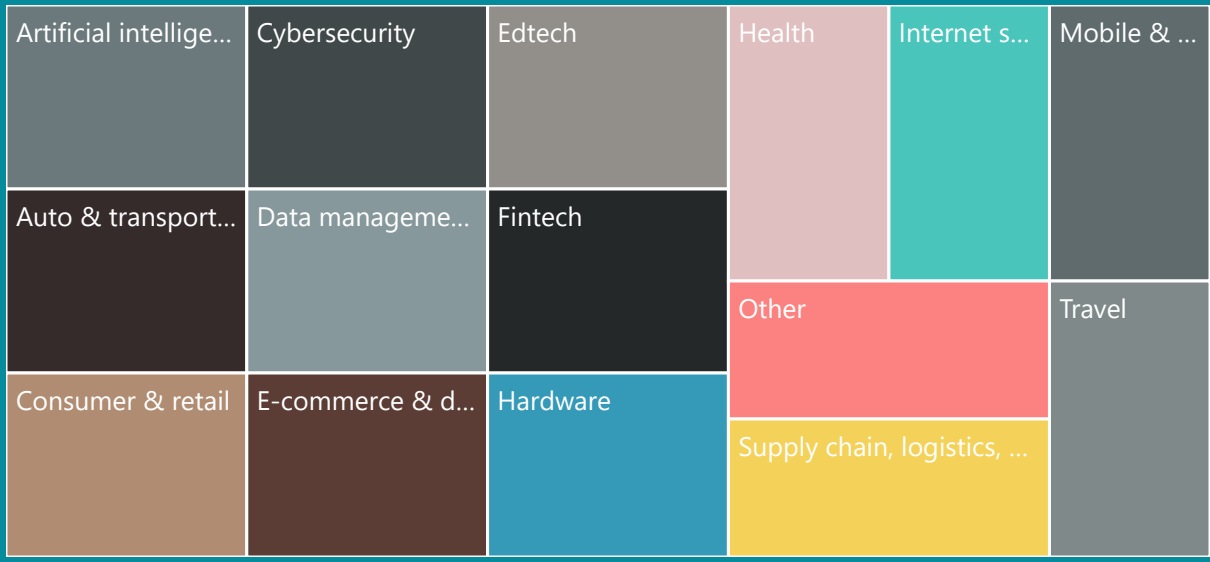 Artificial intellige...
Cybersecurity
Edtech
Health
Internet s...
Mobile & ...
Auto & transport...
Data manageme...
Fintech
Other
Travel
Consumer & retail
E-commerce & d...
Hardware
Supply chain, logistics, ...